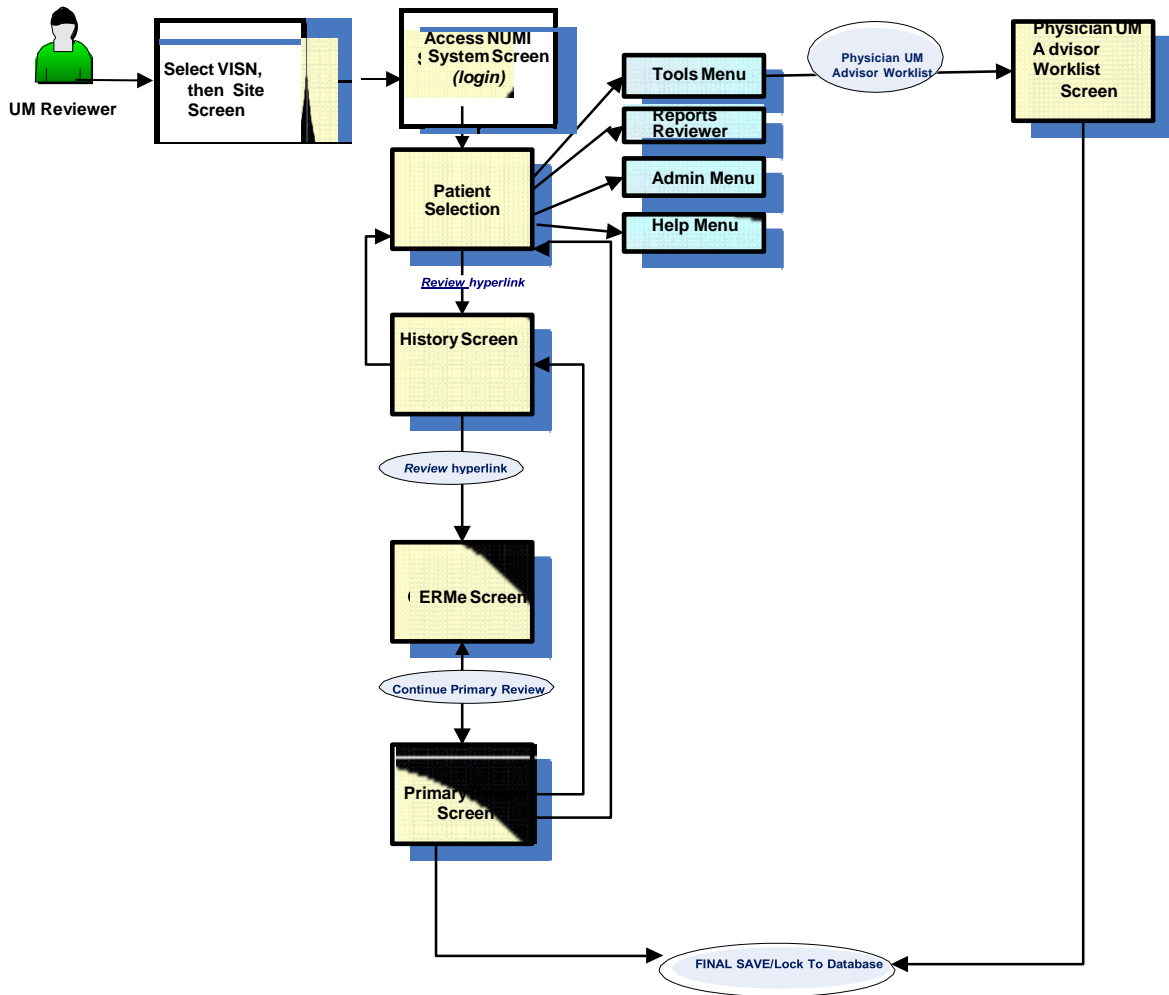 UM Reviewer
Select VISN,
then Site
Screen
Access NUMI
System Screen
(login)
Patient
Selection
Tools Menu
Reports
Reviewer
Admin Menu
Help Menu
Physician UM
Advisor Worklist
Physician UM
A dvisor
Worklist
Screen
Review hyperlink
History Screen
Review hyperlink
ERMe Screen
Continue Primary Review
Primary
Screen
FINAL SAVE/Lock To Database